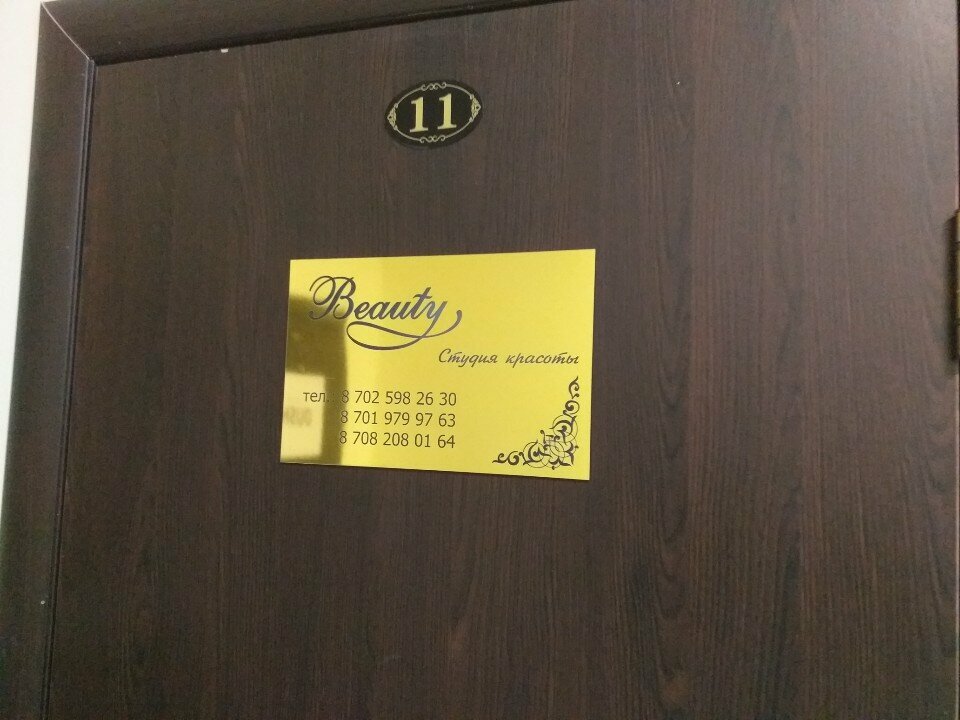 11
Beauty
Студия красоты
тел.: 8 702 598 26 30
8 701 979 97 63
8 708 208 01 64